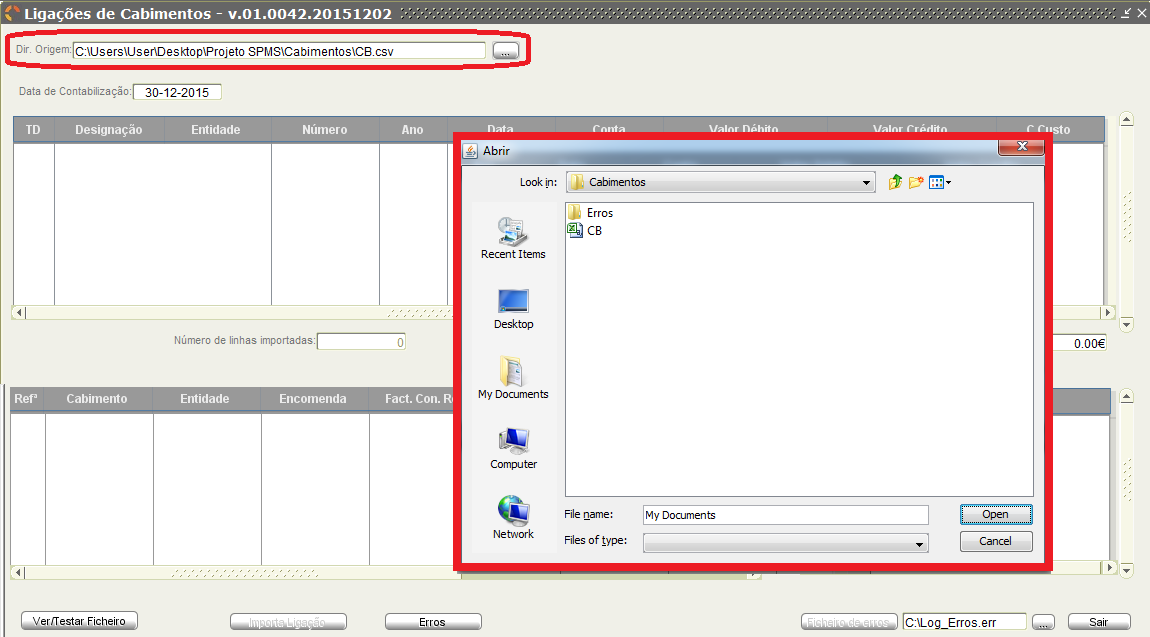 Ligações de Cabimentos - v.01.0042.20151202
Dir. Origem: C:\Users\User\Desktop\Projeto SPMS\Cabimentos\CB.csv ...
Data de Contabilização: 30-12-2015
TD Designação Entidade Número Ano Data Conta Valor Débito Valor Crédito C.Custo
Abrir
Look in: Cabimentos
Erros
CB
Recent Items
Desktop
My Documents
Computer
Network
File name: My Documents Open
Files of type: Cancel
Número de linhas importadas: 0
0.00€
Refª Cabimento Entidade Encomenda Fact. Con. R
Ver/Testar Ficheiro Importa Ligação Erros Ficheiro de erros C:\Log_Erros.err ... Sair